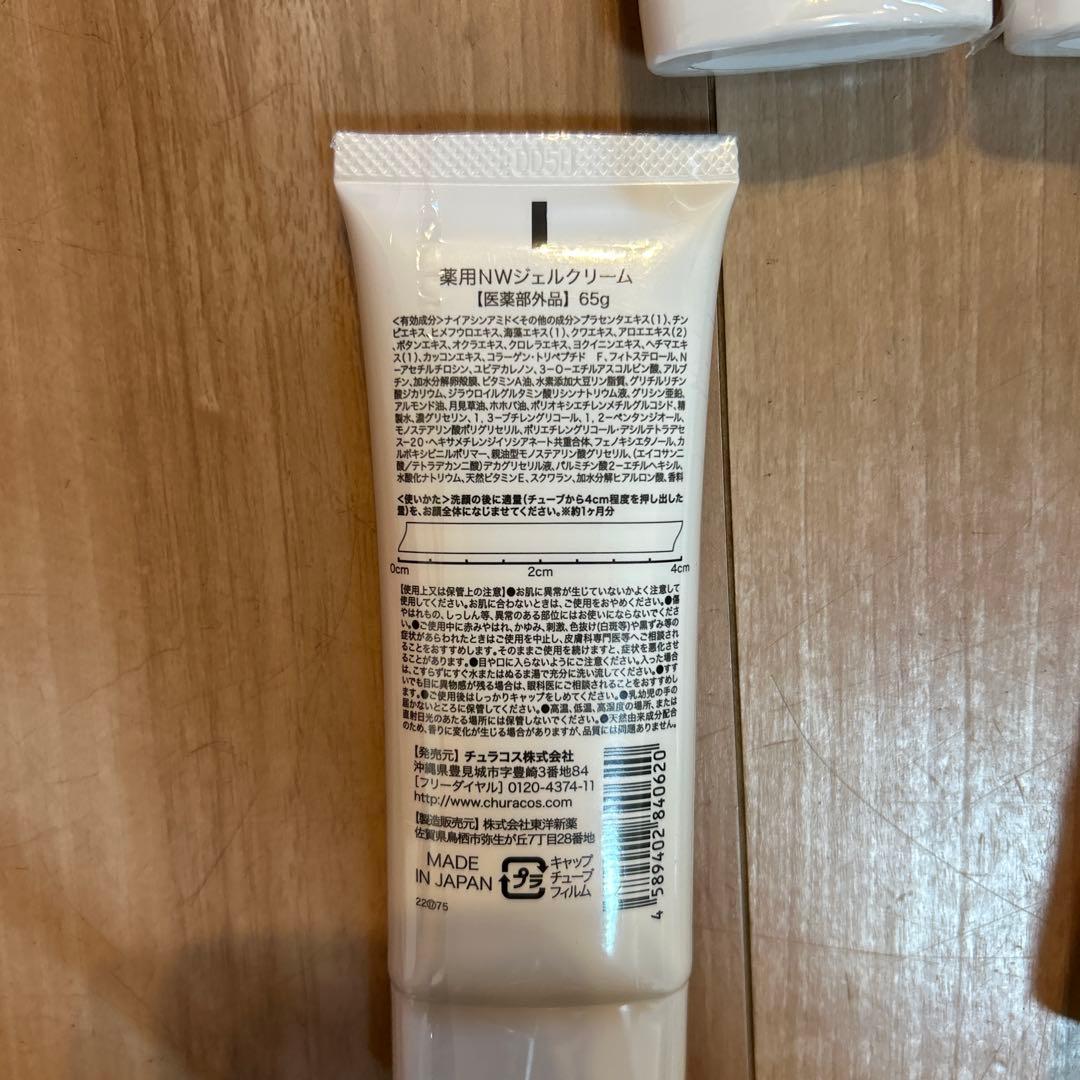 DD5H
薬用NWジェルクリーム
【医薬部外品】65g
<有効成分>ナイアシンアミド<その他の成分>プラセンタエキス(1)、チン
ピエキス、ヒメフウロエキス、海藻エキス(1)、クワエキス、アロエエキス(2)
、ボタンエキス、オクラエキス、クロレラエキス、ヨクイニンエキス、ヘチマエキ
ス(1)、カッコンエキス、コラーゲン・トリペプチド F、フィトステロール、N
-アセチルチロシン、ユビデカレノン、3-O-エチルアスコルビン酸、アルブ
チン、加水分解卵殻膜、ビタミンA油、水素添加大豆リン脂質、グリチルリチン
酸ジカリウム、ジラウロイルグルタミン酸リシンナトリウム液、グリシン亜鉛、
アルモンド油、月見草油、ホホバ油、ポリオキシエチレンメチルグルコシド、精
製水、濃グリセリン、1,3-ブチレングリコール、1,2-ペンタンジオール、
モノステアリン酸ポリグリセリル、ポリエチレングリコール・デシルテトラデセ
ス-20・ヘキサメチレンジイソシアネート共重合体、フェノキシエタノール、カ
ルボキシビニルポリマー、親油型モノステアリン酸グリセリル、(エイコサン二
酸/テトラデカン二酸)デカグリセリル液、パルミチン酸2-エチルヘキシル、
水酸化ナトリウム、天然ビタミンE、スクワラン、加水分解ヒアルロン酸、香料
<使いかた>洗顔の後に適量(チューブから4cm程度を押し出した
量)を、お顔全体になじませてください。※約1ヶ月分
0cm 2cm 4cm
【使用上又は保管上の注意】●お肌に異常が生じていないかよく注意して
使用してください。お肌に合わないときは、ご使用をおやめください。●傷
やはれもの、しっしん等、異常のある部位にはお使いにならないでくださ
い。●ご使用中に赤みやはれ、かゆみ、刺激、色抜け(白斑等)や黒ずみ等の
症状があらわれたときはご使用を中止し、皮膚科専門医等へご相談され
ることをおすすめします。そのままご使用を続けますと、症状を悪化させ
ることがあります。●目や口に入らないようにご注意ください。入った場合
は、こすらずにすぐ水またはぬるま湯で充分に洗い流してください。●すす
いでも目に異物感が残る場合は、眼科医にご相談されることをおすすめし
ます。●ご使用後はしっかりキャップをしめてください。●乳幼児の手の
届かないところに保管してください。●高温、低温、高湿度の場所、または
直射日光のあたる場所には保管しないでください。●天然由来成分配合
のため、香りに変化が生じる場合がありますが、品質には問題ありません。
【発売元】チュラコス株式会社
沖縄県豊見城市字豊崎3番地84
[フリーダイヤル] 0120-4374-11
http://www.churacos.com
【製造販売元】株式会社東洋新薬
佐賀県鳥栖市弥生が丘7丁目28番地
MADE
IN JAPAN
プラ
キャップ
チューブ
フィルム
4 589402 840620
22⑰75